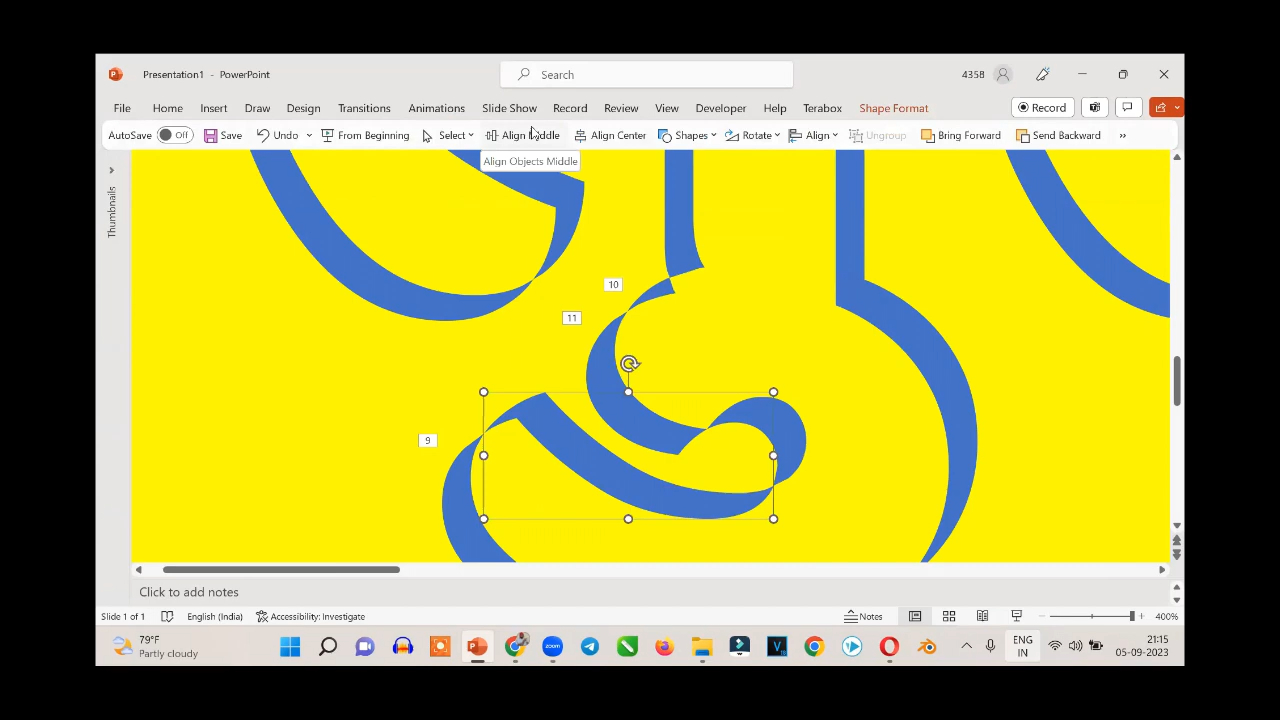 Presentation1 - PowerPoint
Search
4358
File Home Insert Draw Design Transitions Animations Slide Show Record Review View Developer Help Terabox Shape Format Record
AutoSave Off Save Undo From Beginning Select Align Middle Align Center Shapes Rotate Align Ungroup Bring Forward Send Backward
Align Objects Middle
Thumbnails
10
11
9
Click to add notes
Slide 1 of 1 English (India) Accessibility: Investigate Notes 400%
79°F
Partly cloudy
zoom
ENG
IN
21:15
05-09-2023